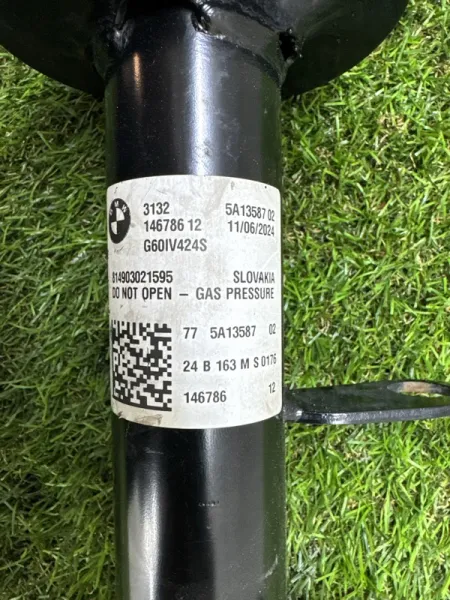 BMW
3132 5A13587 02
146786 12 11/06/2024
G60IV424S
814903021595 SLOVAKIA
DO NOT OPEN – GAS PRESSURE
77 5A13587 02
24 B 163 M S 0176
146786 12